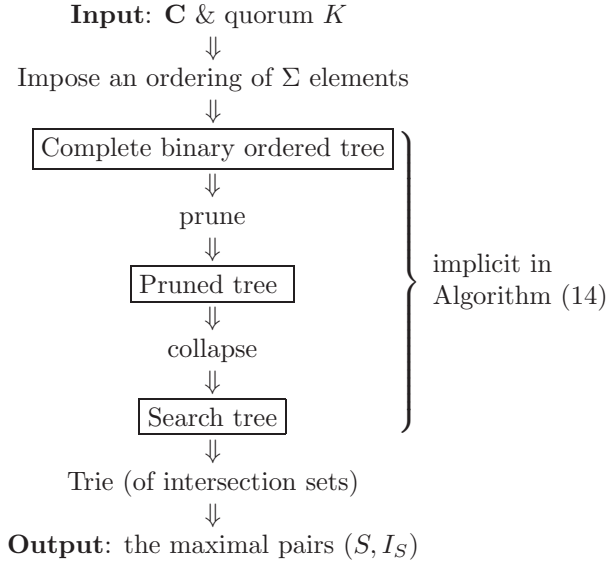 Input: C & quorum K
⇓
Impose an ordering of Σ elements
⇓
Complete binary ordered tree
⇓
prune
⇓
Pruned tree
⇓
collapse
⇓
Search tree
⇓
Trie (of intersection sets)
⇓
Output: the maximal pairs (S, I_S)
implicit in
Algorithm (14)